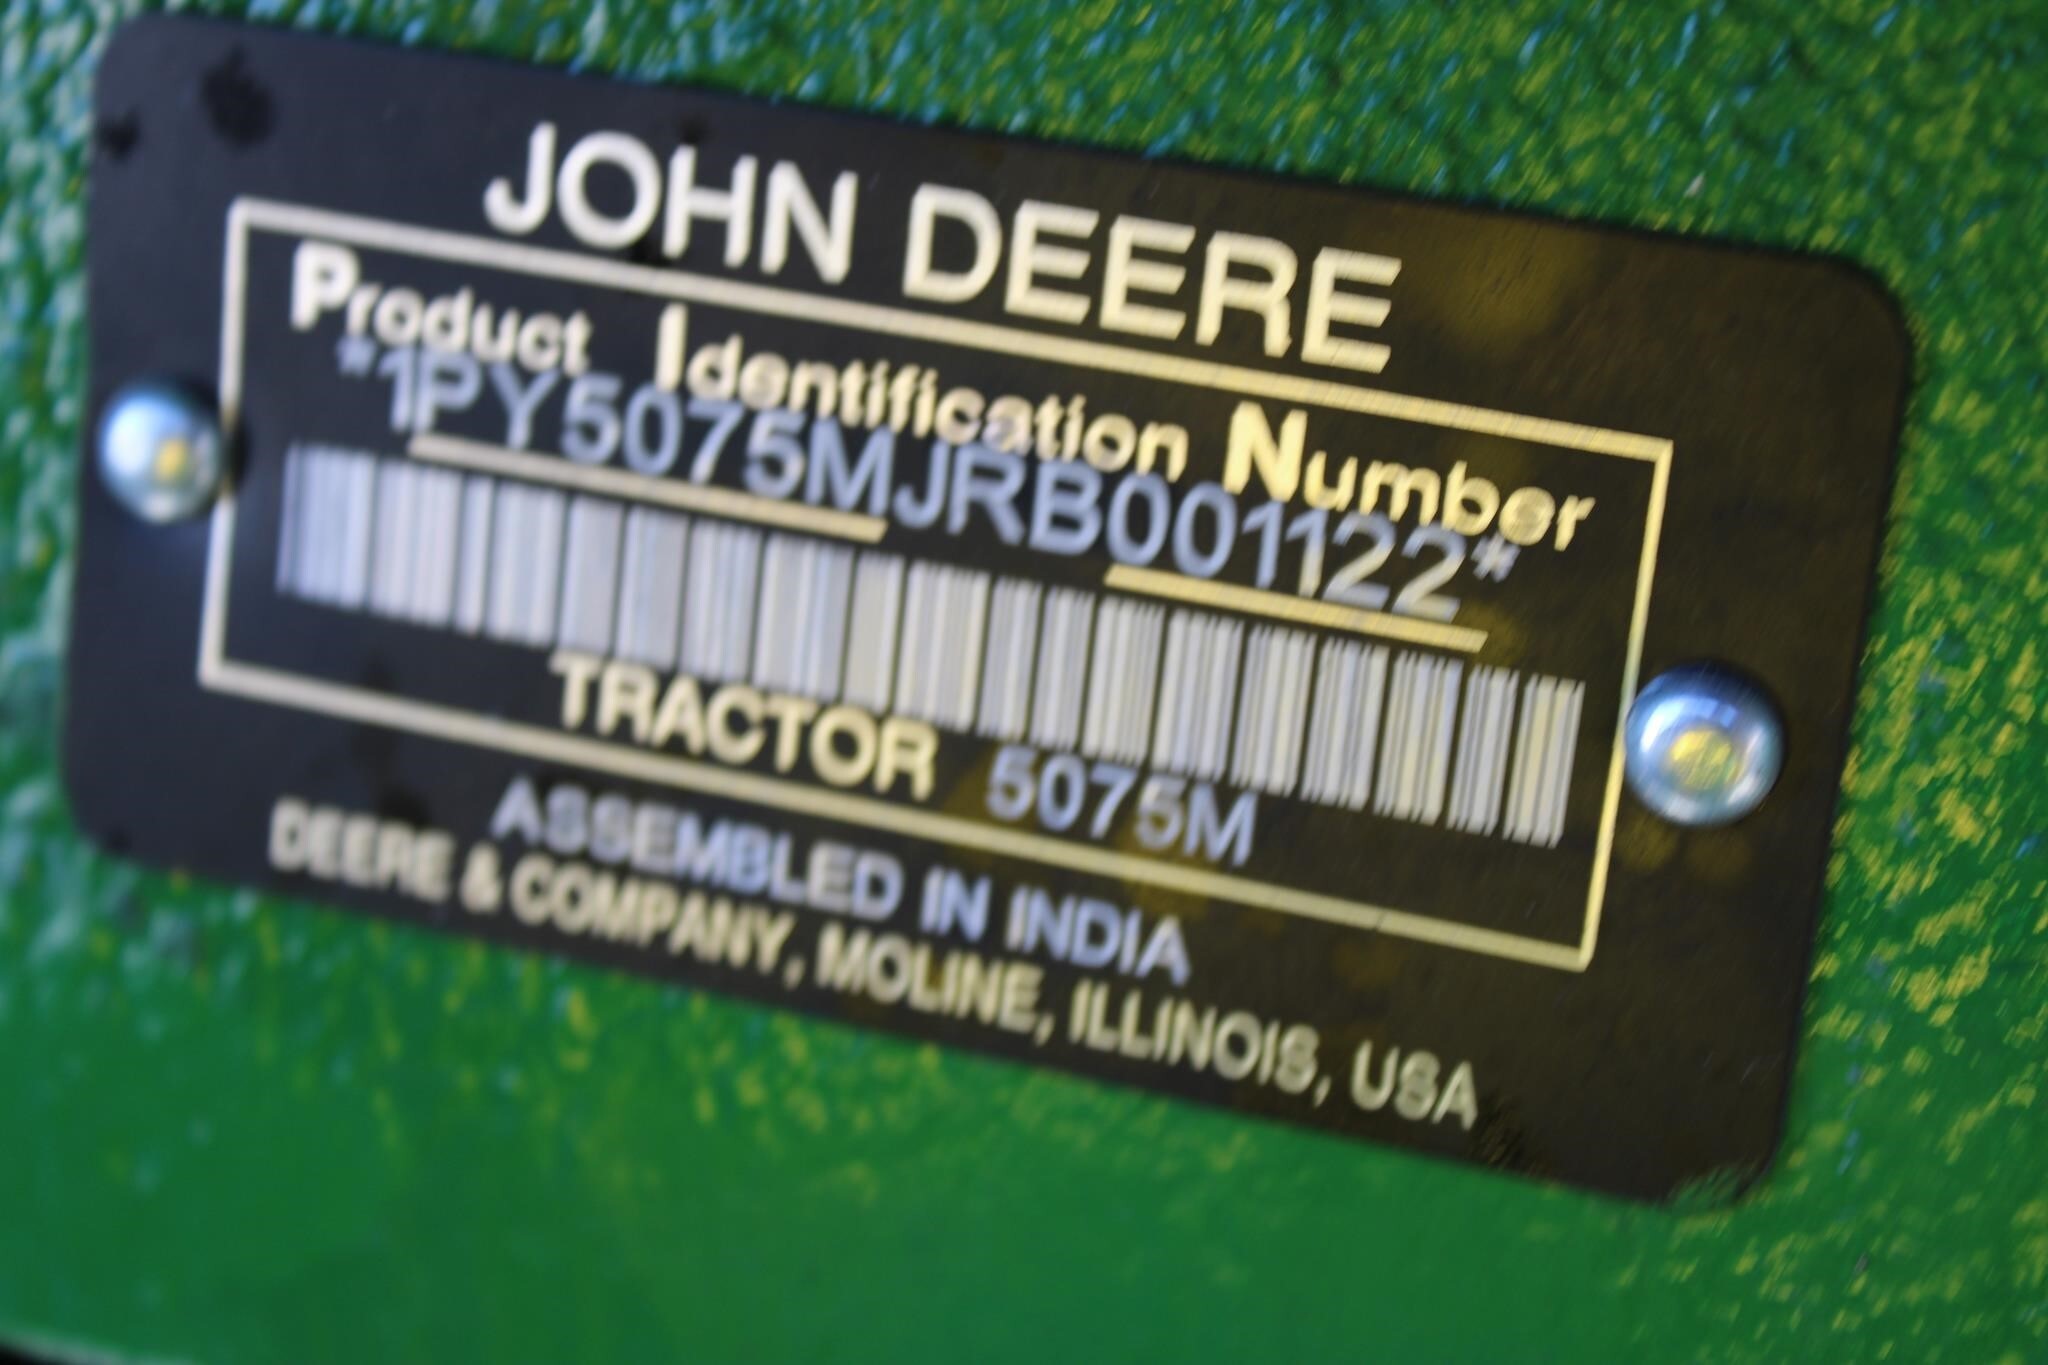 JOHN DEERE
Product Identification Number
*1PY5075MJRB001122*
TRACTOR 5075M
ASSEMBLED IN INDIA
DEERE & COMPANY, MOLINE, ILLINOIS, USA